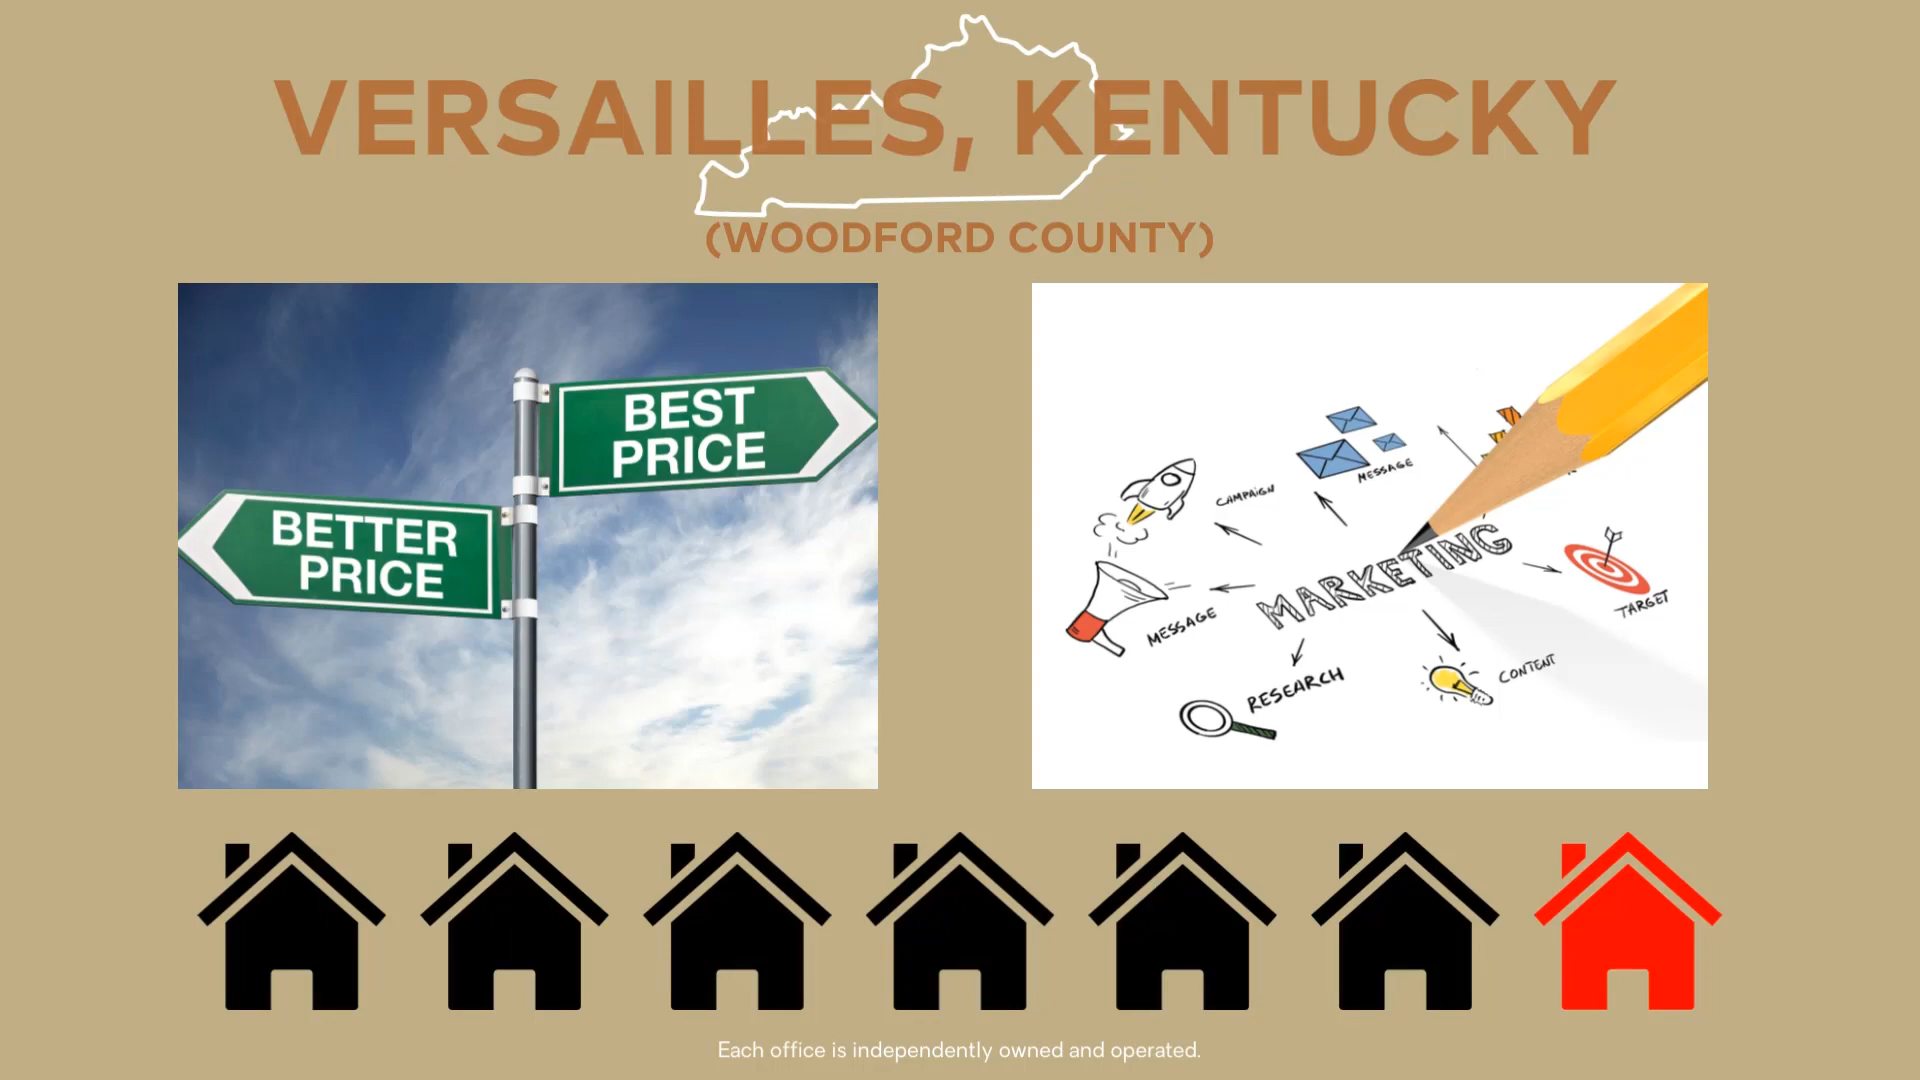 VERSAILLES, KENTUCKY
(WOODFORD COUNTY)
BEST
PRICE
BETTER
PRICE
CAMPAIGN
MESSAGE
MARKETING
MESSAGE
TARGET
RESEARCH
CONTENT
Each office is independently owned and operated.